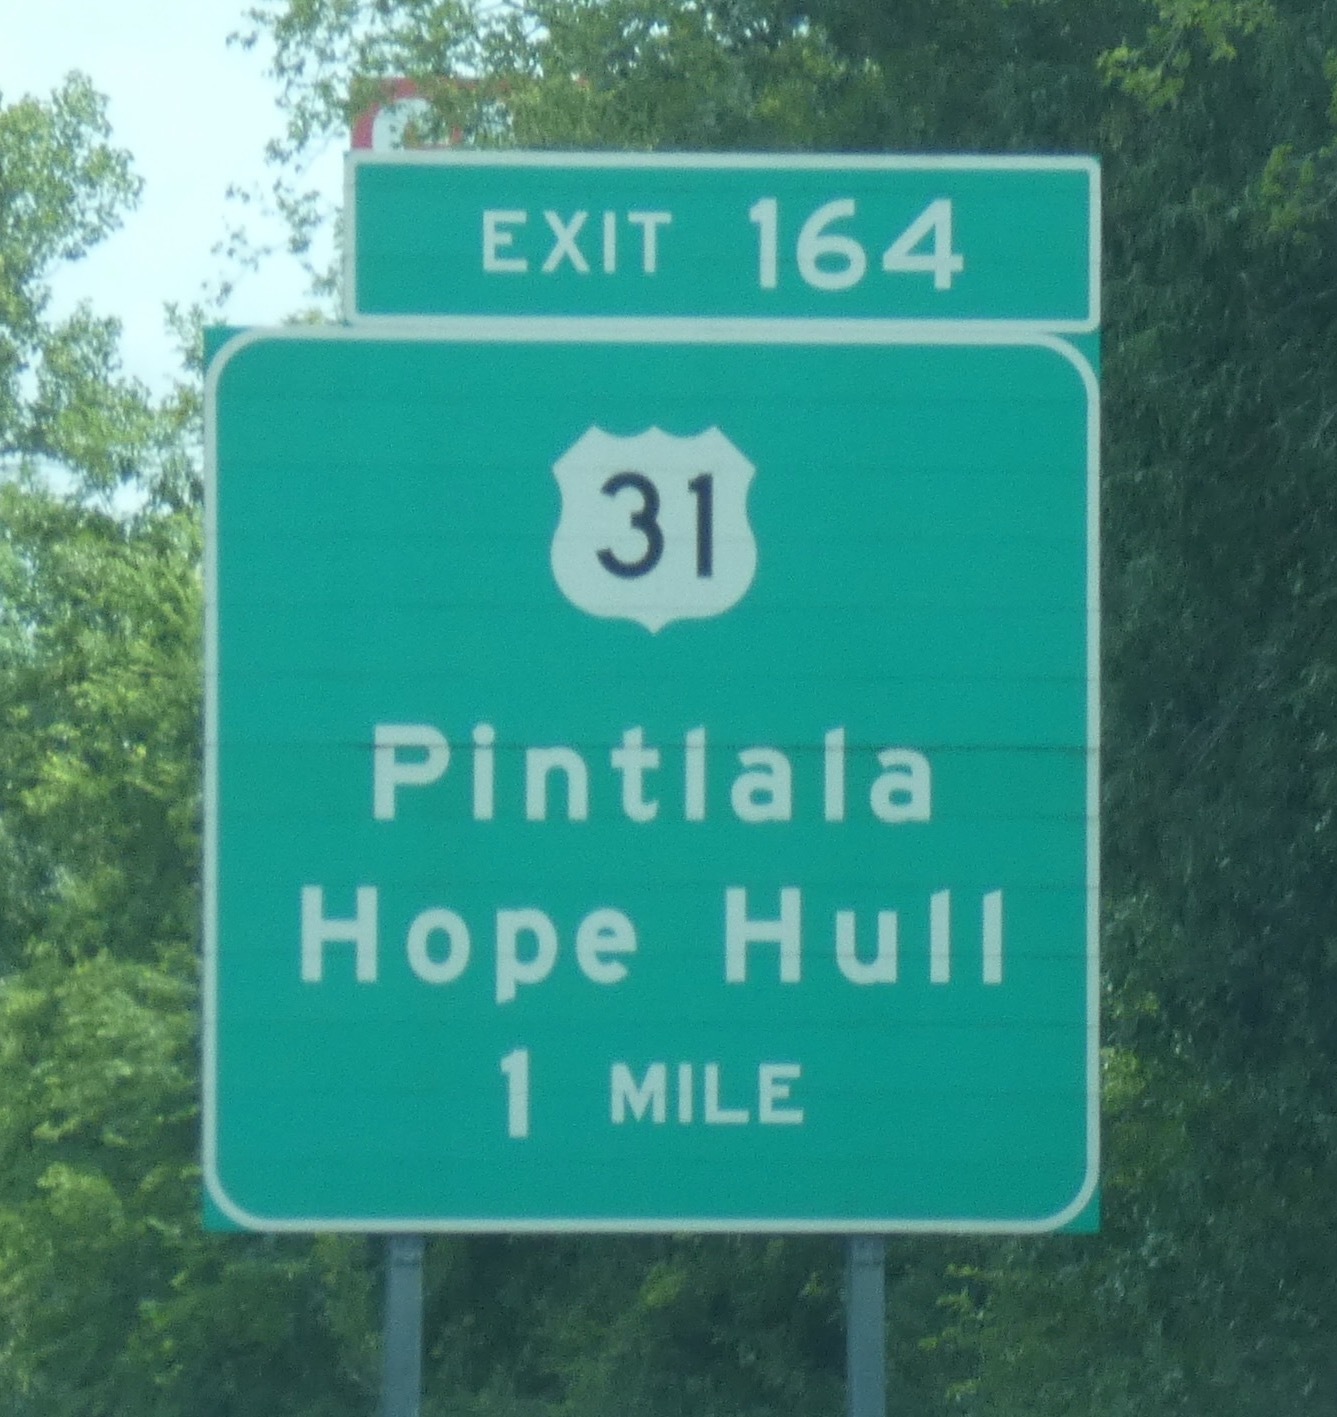 EXIT 164
31
Pintlala
Hope Hull
1 MILE